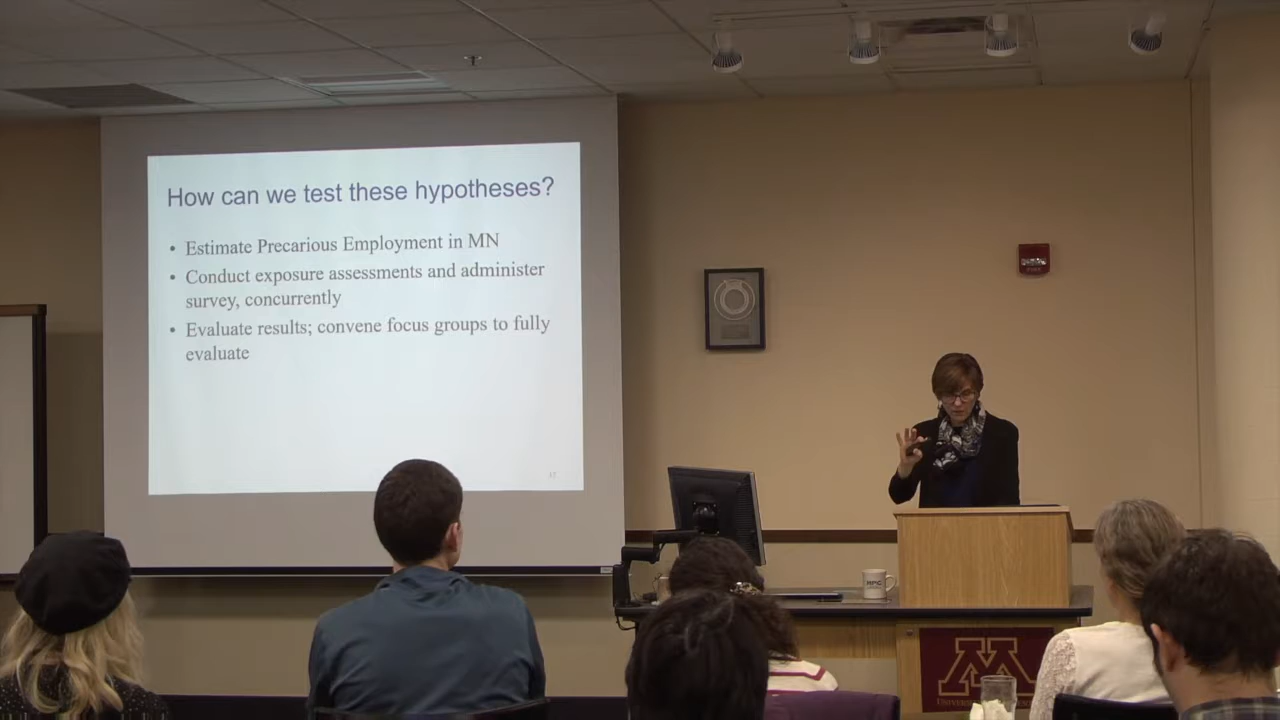 How can we test these hypotheses?
• Estimate Precarious Employment in MN
• Conduct exposure assessments and administer
survey, concurrently
• Evaluate results; convene focus groups to fully
evaluate
17
M